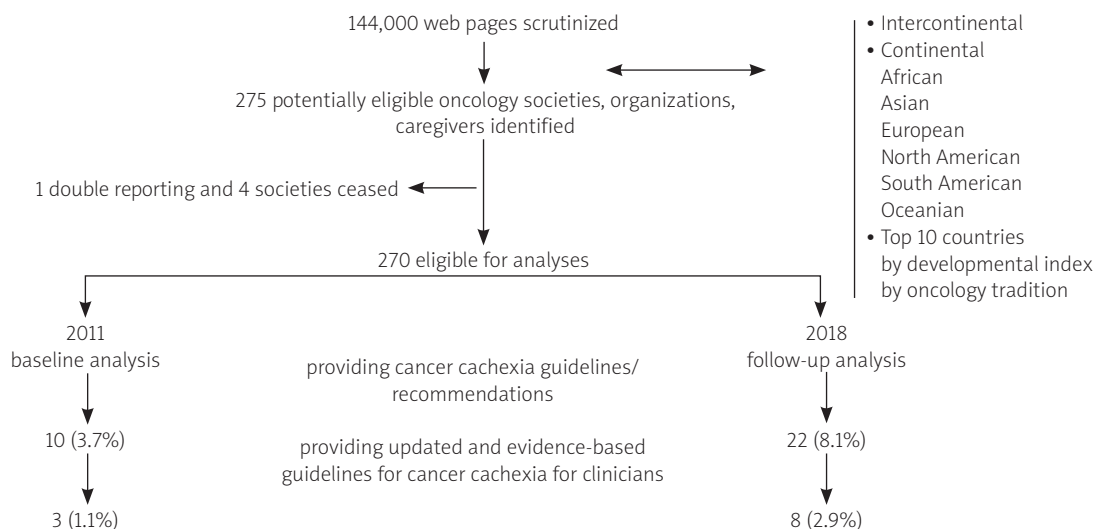 144,000 web pages scrutinized
275 potentially eligible oncology societies, organizations,
caregivers identified
1 double reporting and 4 societies ceased
270 eligible for analyses
• Intercontinental
• Continental
African
Asian
European
North American
South American
Oceanian
• Top 10 countries
by developmental index
by oncology tradition
2011
baseline analysis
2018
follow-up analysis
providing cancer cachexia guidelines/
recommendations
10 (3.7%)
22 (8.1%)
providing updated and evidence-based
guidelines for cancer cachexia for clinicians
3 (1.1%)
8 (2.9%)